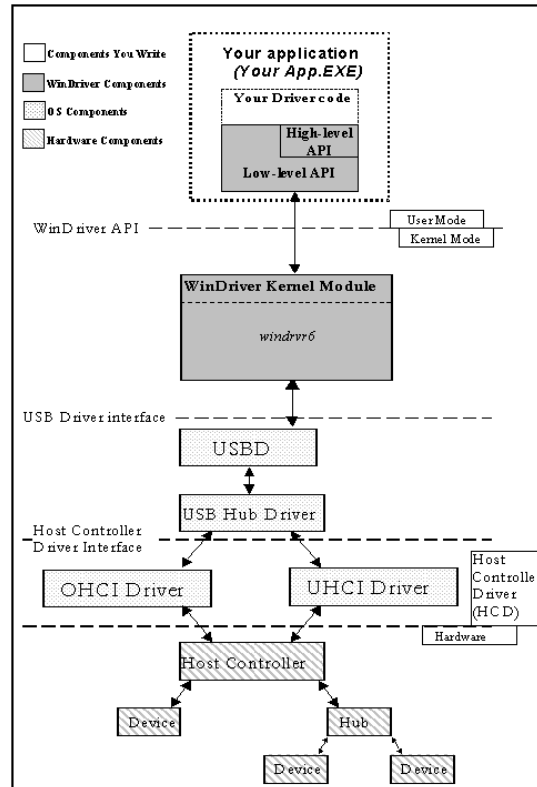 Components You Write
WinDriver Components
OS Components
Hardware Components
Your application
(Your App.EXE)
Your Driver code
High-level
API
Low-level API
WinDriver API
User Mode
Kernel Mode
WinDriver Kernel Module
windrvr6
USB Driver interface
USBD
USB Hub Driver
Host Controller
Driver Interface
OHCI Driver
UHCI Driver
Host
Controlle
Driver
(HCD)
Hardware
Host Controller
Device
Hub
Device
Device